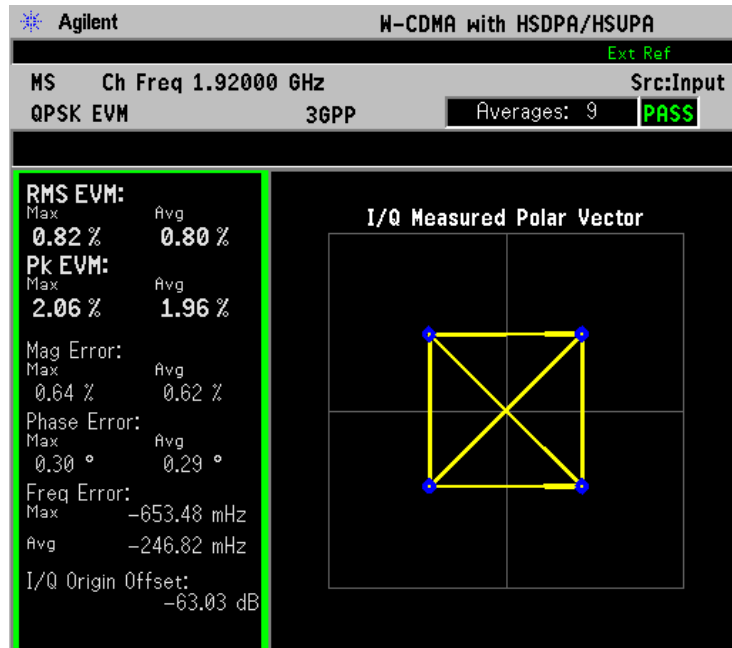 Agilent W-CDMA with HSDPA/HSUPA
Ext Ref
MS Ch Freq 1.92000 GHz Src:Input
QPSK EVM 3GPP Averages: 9 PASS
RMS EVM:
Max Avg
0.82 % 0.80 %
Pk EVM:
Max Avg
2.06 % 1.96 %
Mag Error:
Max Avg
0.64 % 0.62 %
Phase Error:
Max Avg
0.30 ° 0.29 °
Freq Error:
Max -653.48 mHz
Avg -246.82 mHz
I/Q Origin Offset:
-63.03 dB
I/Q Measured Polar Vector